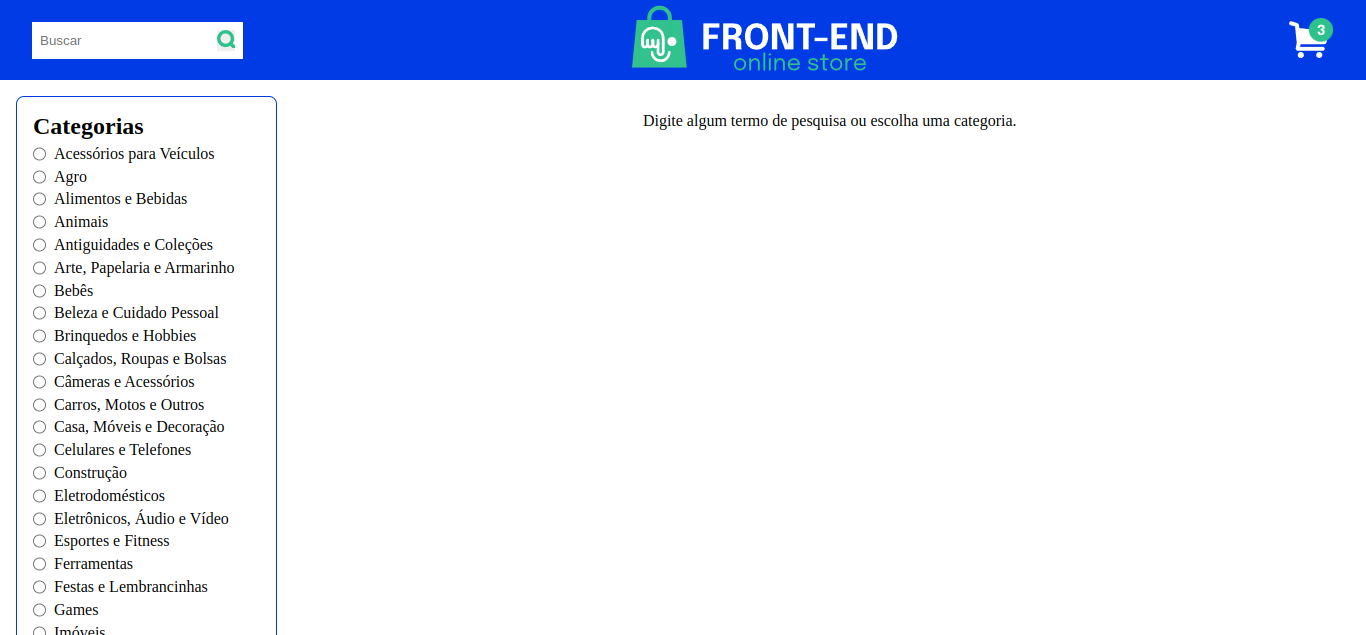 Buscar
FRONT-END
online store
3
Categorias
Acessórios para Veículos
Agro
Alimentos e Bebidas
Animais
Antiguidades e Coleções
Arte, Papelaria e Armarinho
Bebês
Beleza e Cuidado Pessoal
Brinquedos e Hobbies
Calçados, Roupas e Bolsas
Câmeras e Acessórios
Carros, Motos e Outros
Casa, Móveis e Decoração
Celulares e Telefones
Construção
Eletrodomésticos
Eletrônicos, Áudio e Vídeo
Esportes e Fitness
Ferramentas
Festas e Lembrancinhas
Games
Imóveis
Digite algum termo de pesquisa ou escolha uma categoria.